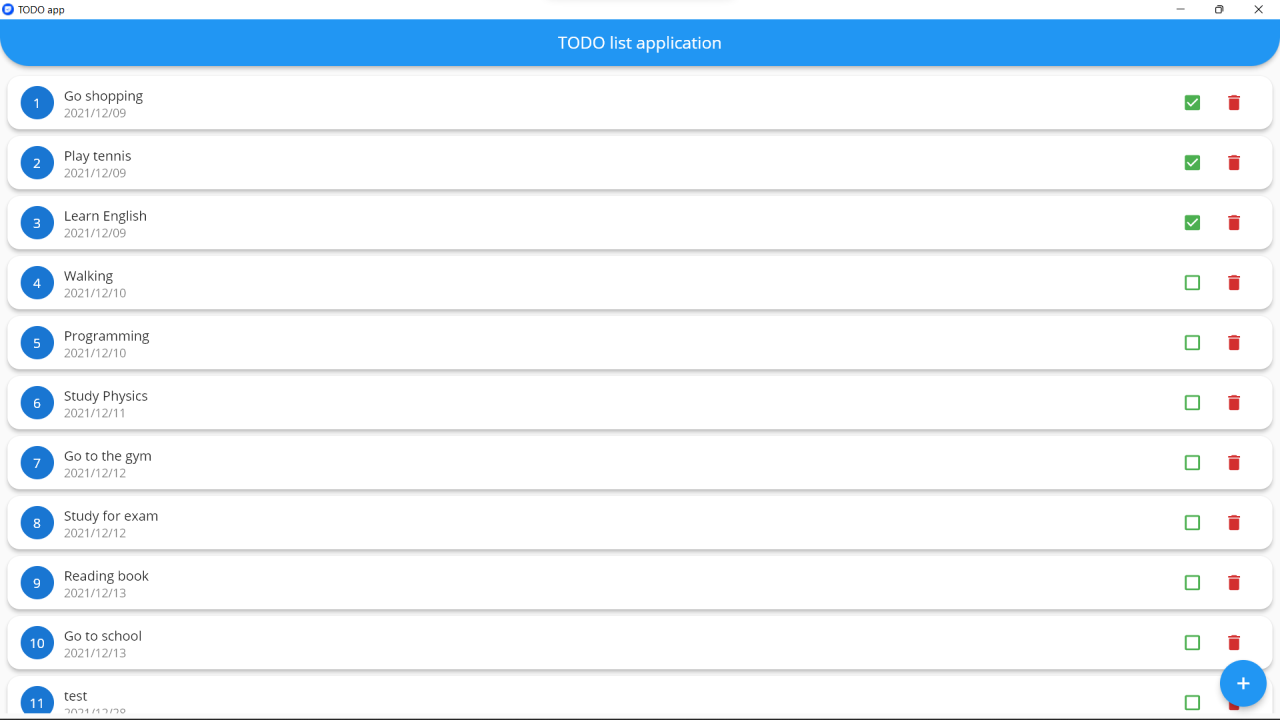 TODO app
TODO list application
1
Go shopping
2021/12/09
2
Play tennis
2021/12/09
3
Learn English
2021/12/09
4
Walking
2021/12/10
5
Programming
2021/12/10
6
Study Physics
2021/12/11
7
Go to the gym
2021/12/12
8
Study for exam
2021/12/12
9
Reading book
2021/12/13
10
Go to school
2021/12/13
11
test
2021/12/28